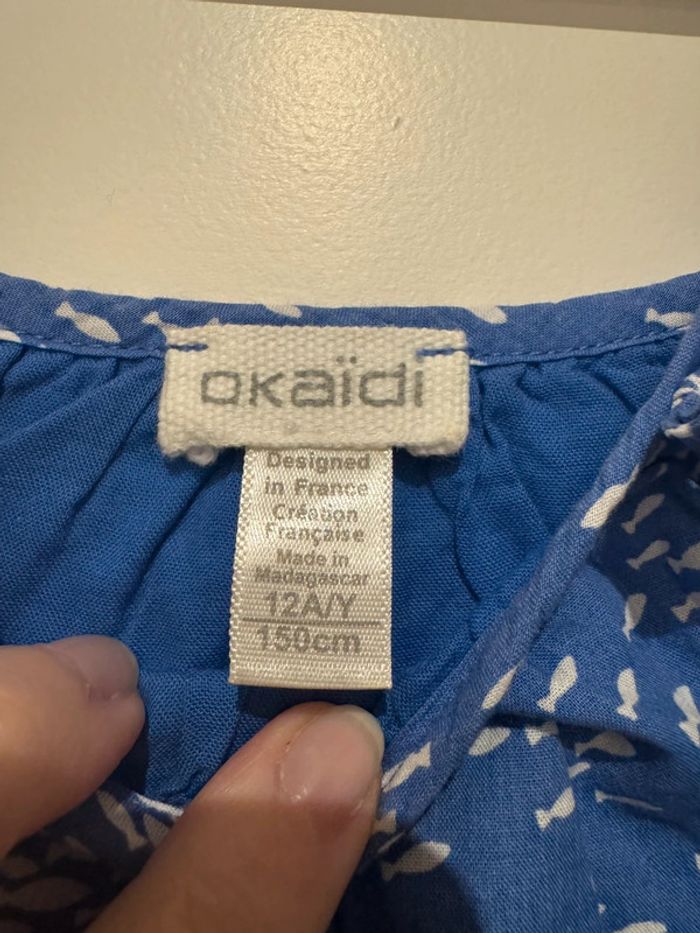 okaïdi
Designed
in France
Création
Française
Made in
Madagascar
12A/Y
150cm